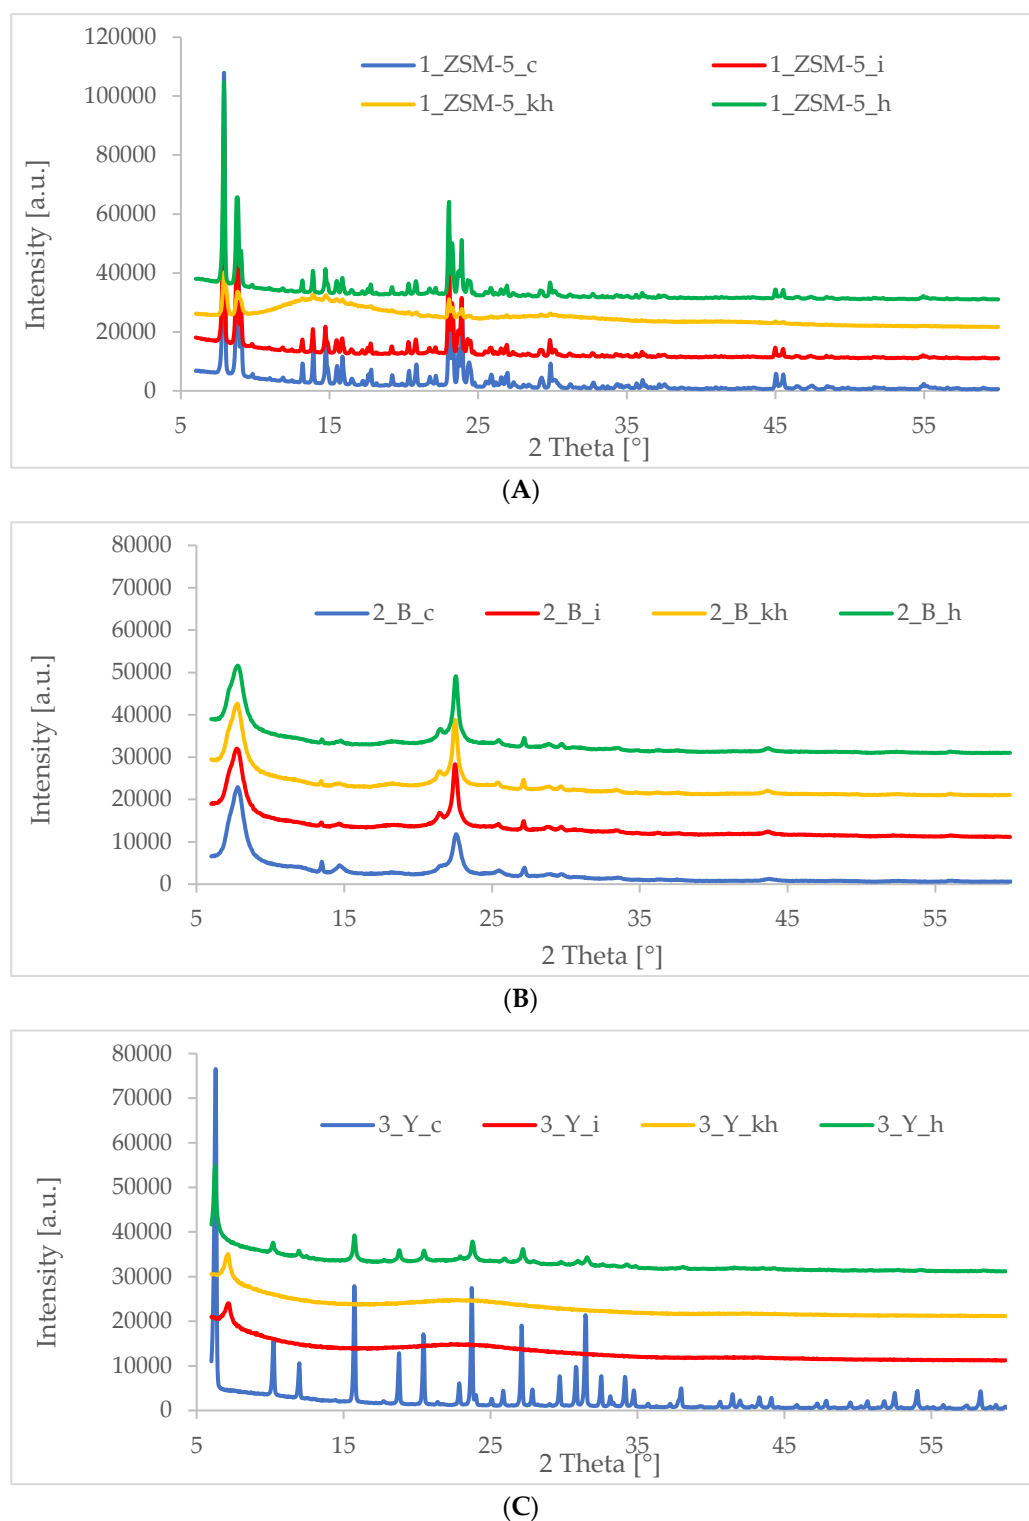 120000
100000
80000
60000
40000
20000
0
Intensity [a.u.]
1_ZSM-5_c
1_ZSM-5_i
1_ZSM-5_kh
1_ZSM-5_h
5 15 25 35 45 55
2 Theta [°]
(A)
80000
70000
60000
50000
40000
30000
20000
10000
0
Intensity [a.u.]
2_B_c
2_B_i
2_B_kh
2_B_h
5 15 25 35 45 55
2 Theta [°]
(B)
80000
70000
60000
50000
40000
30000
20000
10000
0
Intensity [a.u.]
3_Y_c
3_Y_i
3_Y_kh
3_Y_h
5 15 25 35 45 55
2 Theta [°]
(C)